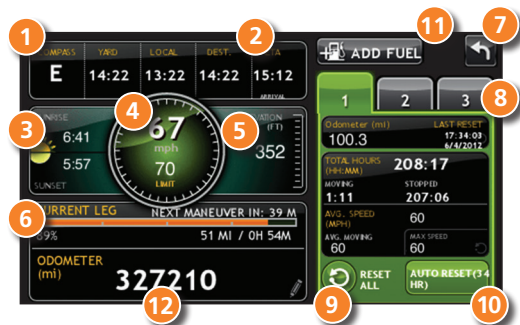 1 2 11 7
COMPASS YARD LOCAL DEST. ETA
E 14:22 13:22 14:22 15:12
ARRIVAL
ADD FUEL
1 2 3 8
3 SUNRISE 6:41
5:57
SUNSET
4 67
mph
70
LIMIT
5 ELEVATION
(FT)
352
Odometer (mi) LAST RESET
100.3 17:34:03
6/4/2012
TOTAL HOURS
(HH:MM) 208:17
MOVING STOPPED
1:11 207:06
AVG. SPEED
(MPH) 60
AVG. MOVING MAX SPEED
60 60
6 CURRENT LEG NEXT MANEUVER IN: 39 M
89% 51 MI / 0H 54M
ODOMETER
(mi)
327210
12
RESET
ALL
AUTO RESET(34
HR)
9 10